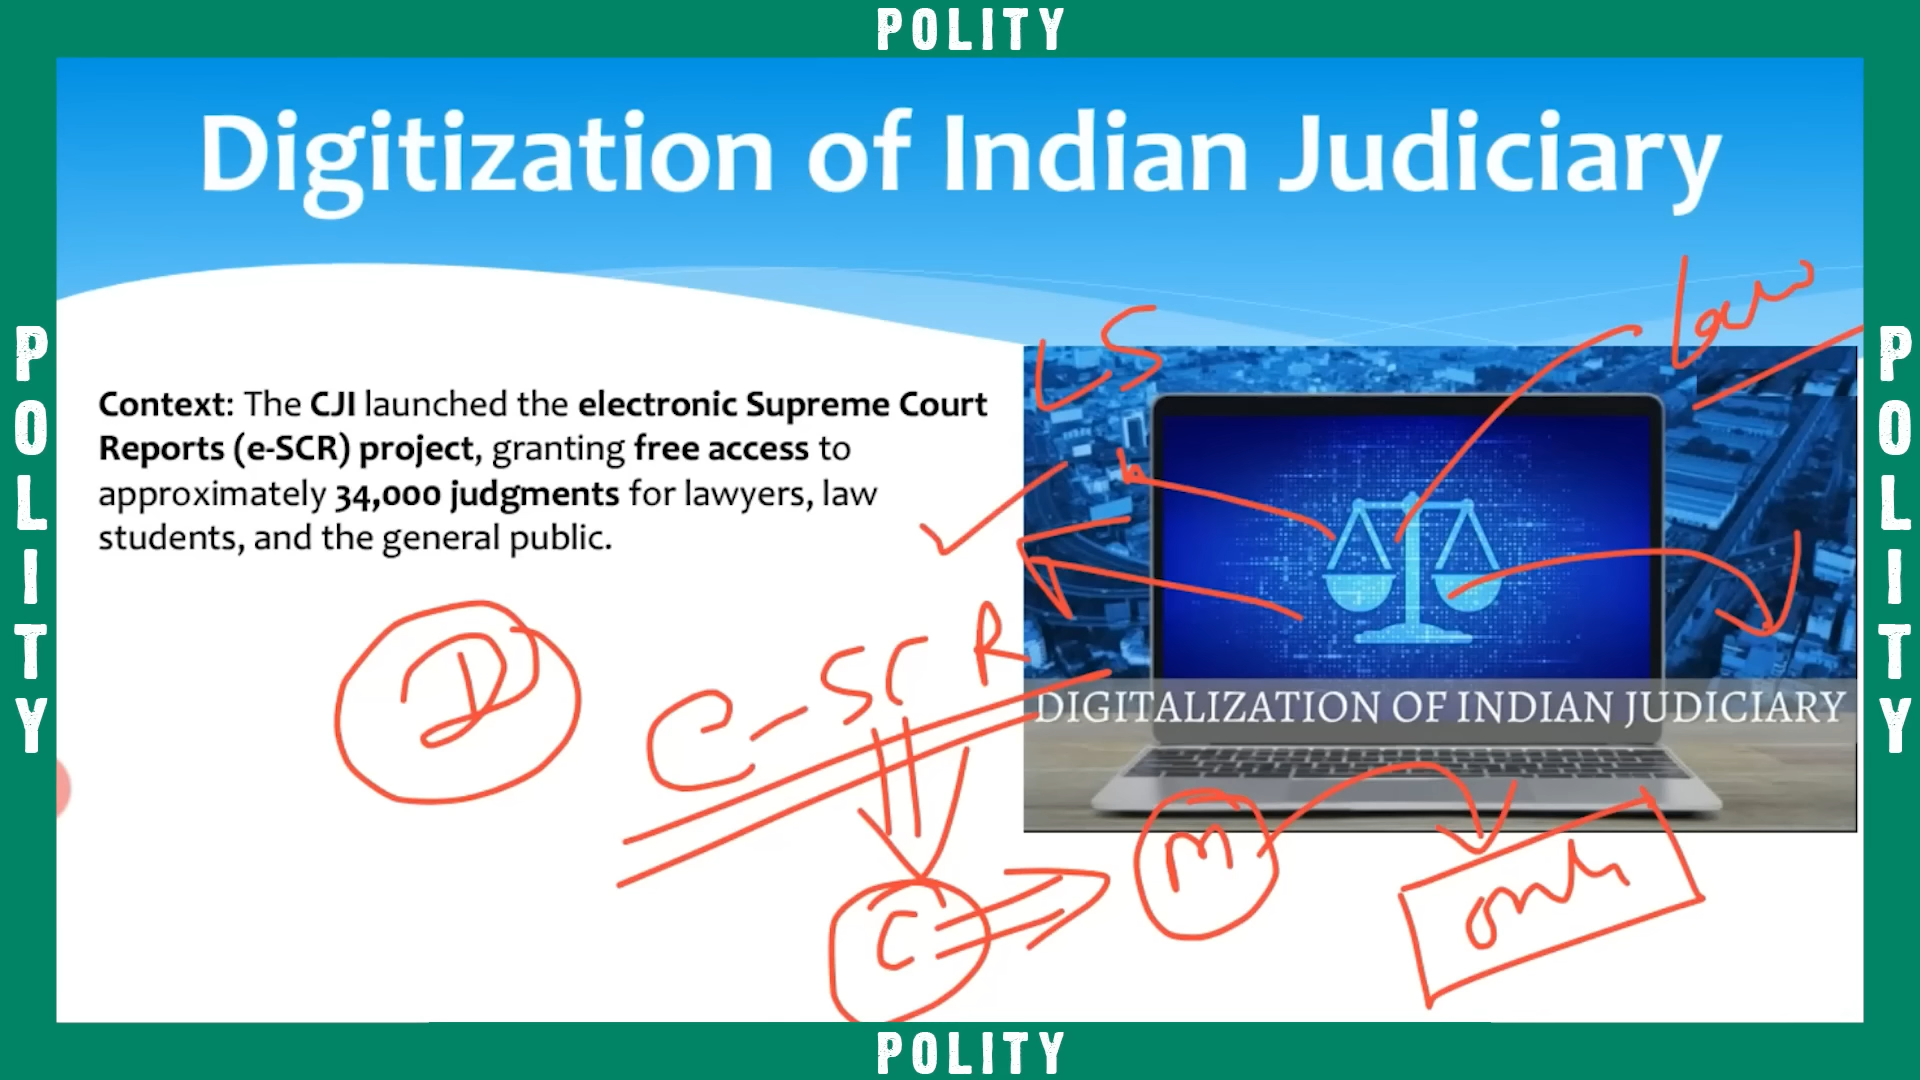 POLITY
Digitization of Indian Judiciary
POLITY
POLITY
Context: The CJI launched the electronic Supreme Court
Reports (e-SCR) project, granting free access to
approximately 34,000 judgments for lawyers, law
students, and the general public.
LS
Law
D
e-SCR
DIGITALIZATION OF INDIAN JUDICIARY
M
C
POLITY